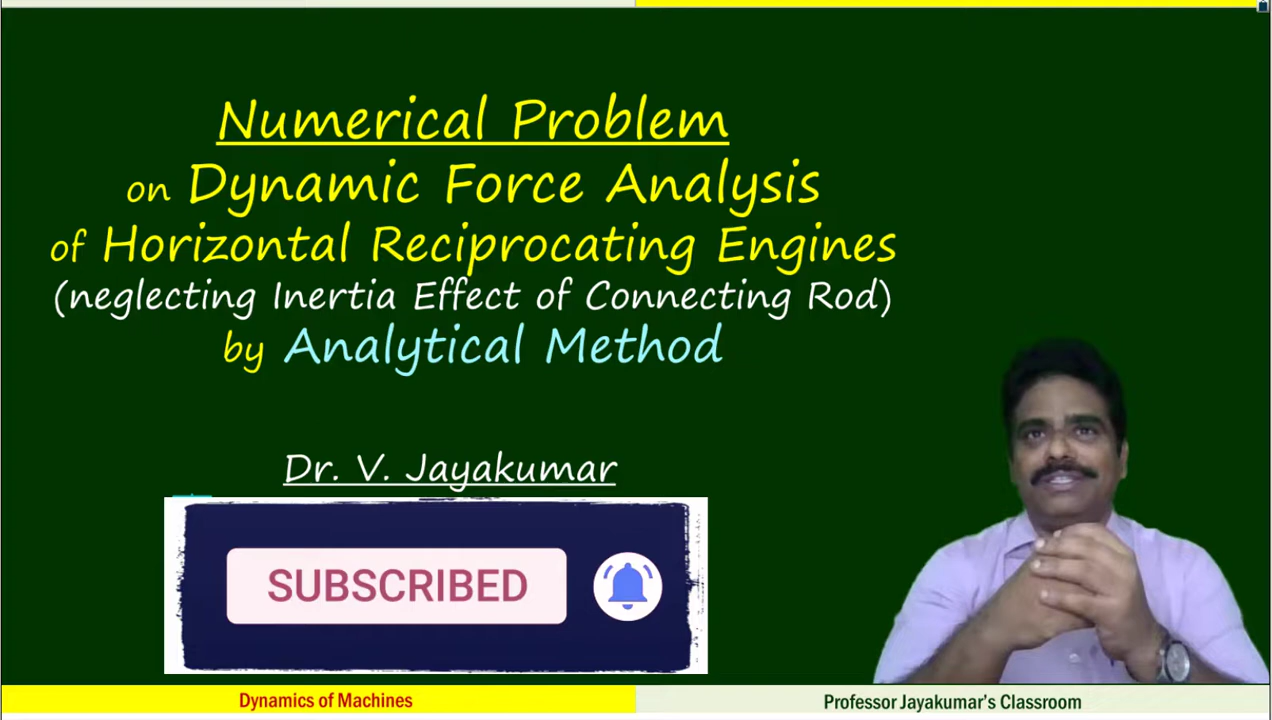 Numerical Problem
on Dynamic Force Analysis
of Horizontal Reciprocating Engines
(neglecting Inertia Effect of Connecting Rod)
by Analytical Method
Dr. V. Jayakumar
SUBSCRIBED
Dynamics of Machines
Professor Jayakumar's Classroom